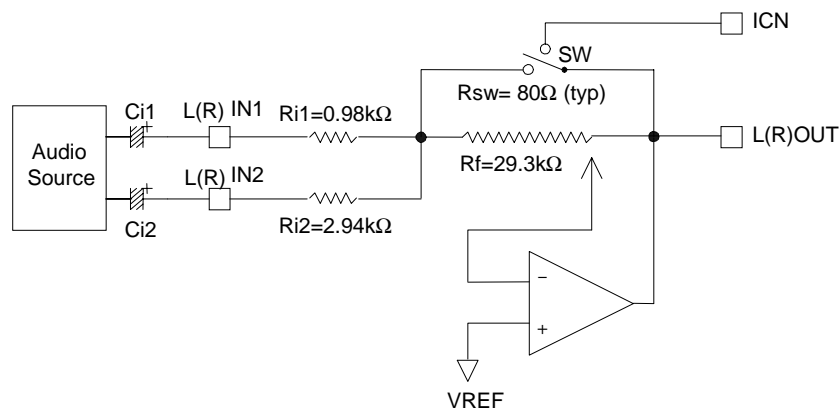 ICN
SW
Rsw= 80Ω (typ)
Ci1
L(R) IN1
Ri1=0.98kΩ
Audio
Source
L(R)OUT
Rf=29.3kΩ
L(R) IN2
Ci2
Ri2=2.94kΩ
−
+
VREF